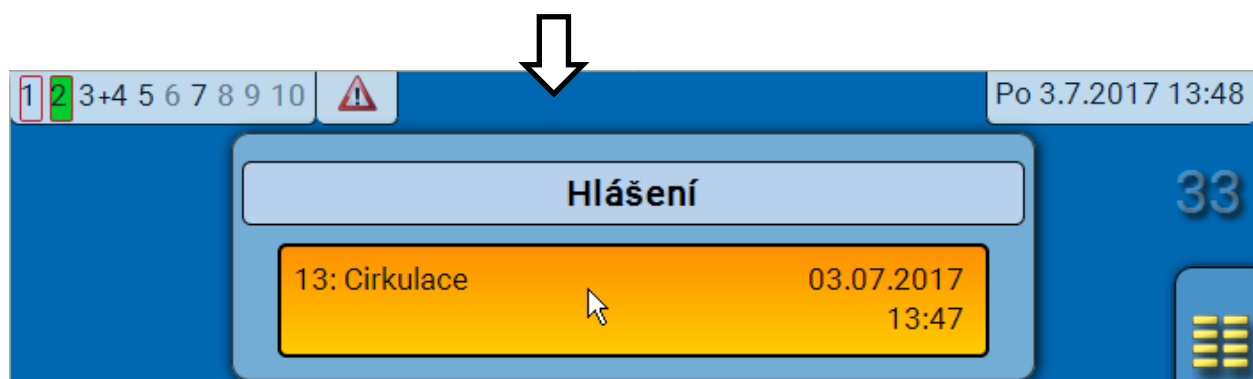 1 2 3+4 5 6 7 8 9 10
Po 3.7.2017 13:48
Hlášení
33
13: Cirkulace 03.07.2017
13:47